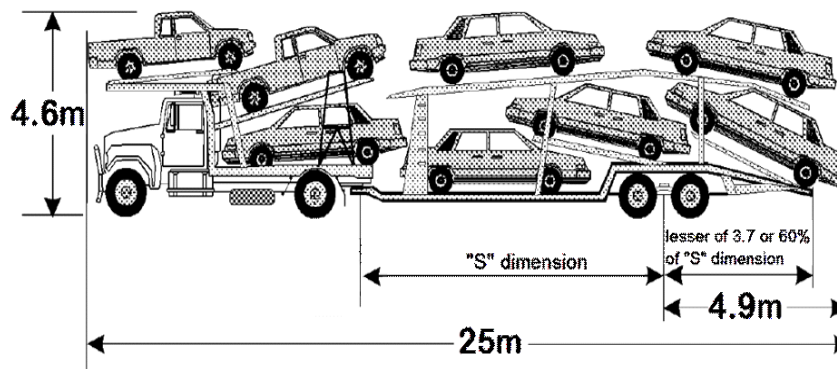 4.6m
"S" dimension
lesser of 3.7 or 60%
of "S" dimension
4.9m
25m